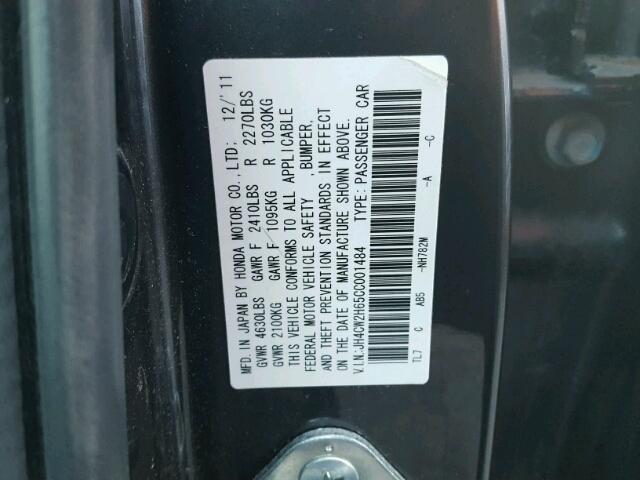 MFD. IN JAPAN BY HONDA MOTOR CO., LTD; 12/'11
GVWR 4630LBS GAWR F 2410LBS R 2270LBS
GVWR 2100KG GAWR F 1095KG R 1030KG
THIS VEHICLE CONFORMS TO ALL APPLICABLE
FEDERAL MOTOR VEHICLE SAFETY ,BUMPER,
AND THEFT PREVENTION STANDARDS IN EFFECT
ON THE DATE OF MANUFACTURE SHOWN ABOVE.
V.I.N.:JH4CW2H65CC001484 TYPE: PASSENGER CAR
TL7 C AB5 -NH782M -A -C